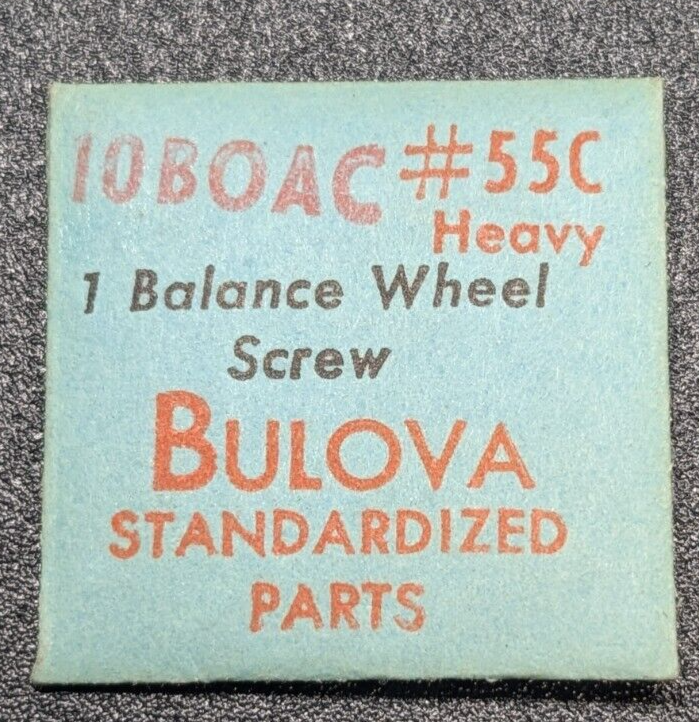 10BOAC #55C
Heavy
1 Balance Wheel
Screw
BULOVA
STANDARDIZED
PARTS